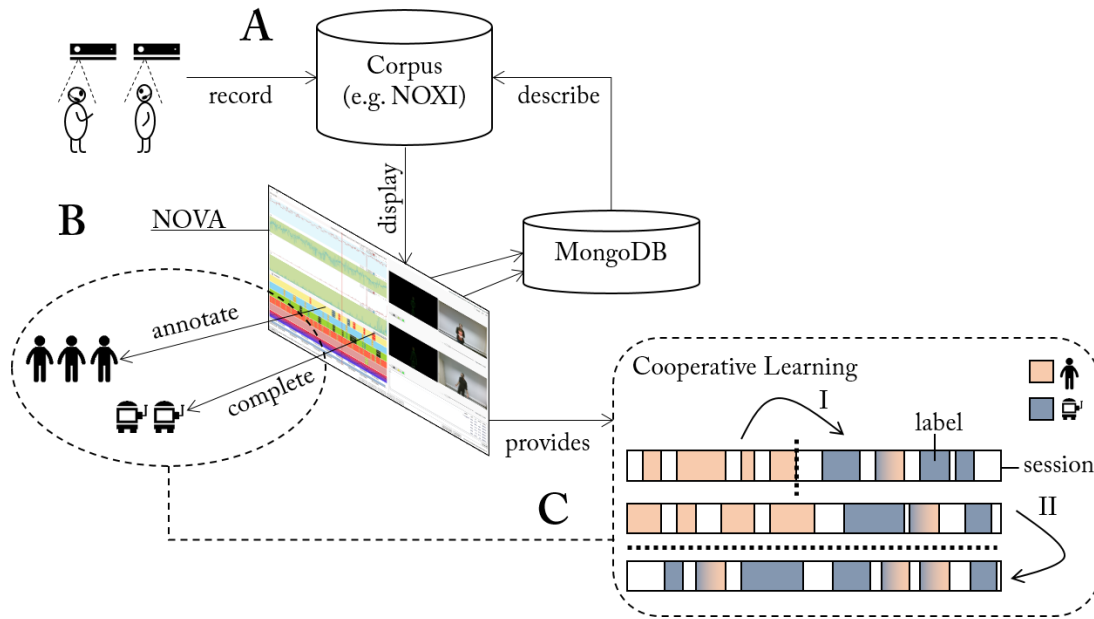 A
Corpus
(e.g. NOXI)
record
describe
display
B
NOVA
MongoDB
annotate
complete
provides
Cooperative Learning
I
label
session
C
II